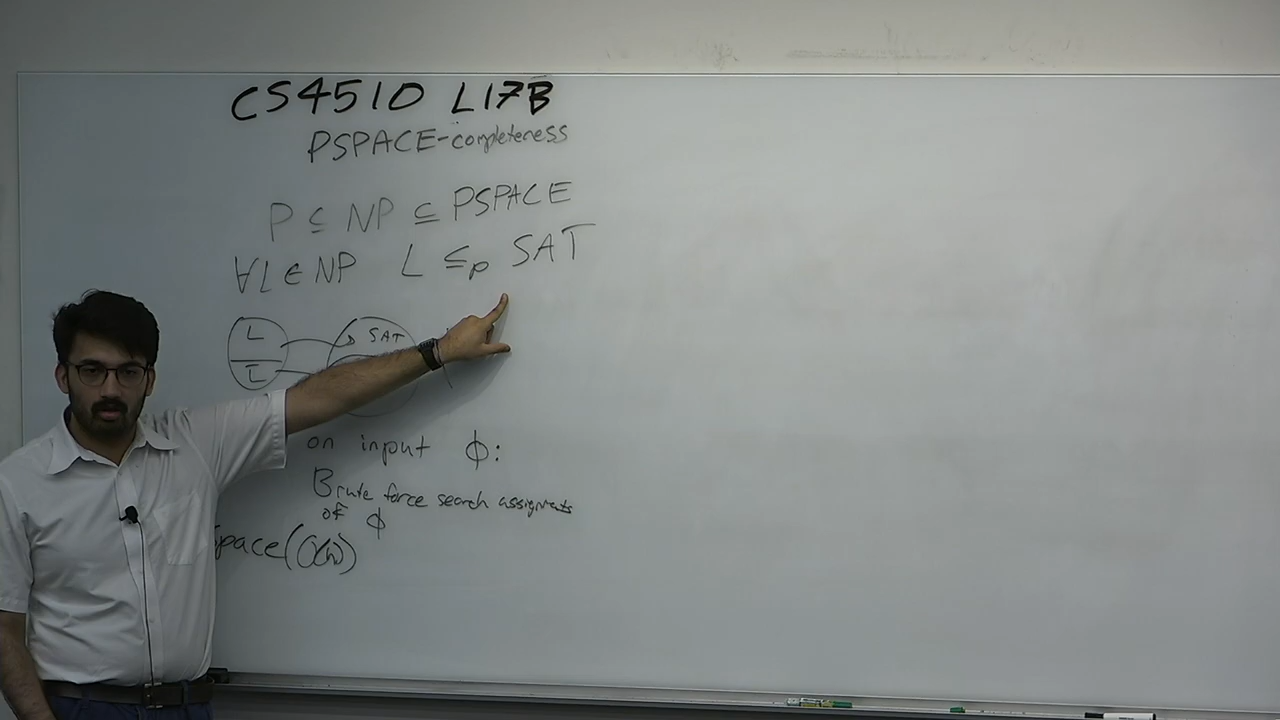 CS4510 L17B
PSPACE-completeness
P ⊆ NP ⊆ PSPACE
∀L∈NP L ≤p SAT
L SAT
L̅
on input ϕ:
Brute force search assignments
of ϕ
Space(O(n))